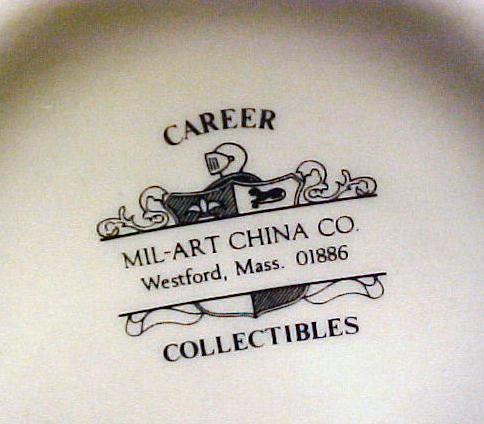 CAREER
MIL-ART CHINA CO.
Westford, Mass. 01886
COLLECTIBLES